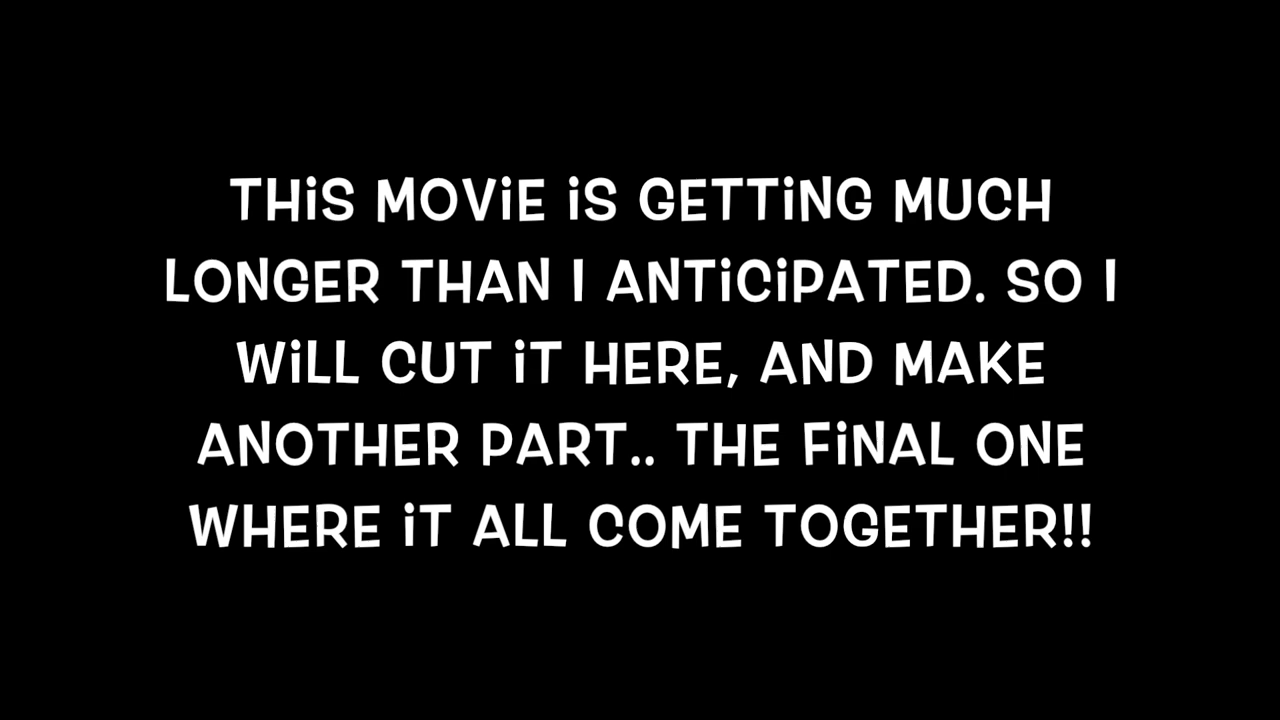 THiS MOViE iS GETTiNG MUCH
LONGER THAN I ANTiCiPATED. SO I
WiLL CUT iT HERE, AND MAKE
ANOTHER PART.. THE FiNAL ONE
WHERE iT ALL COME TOGETHER!!